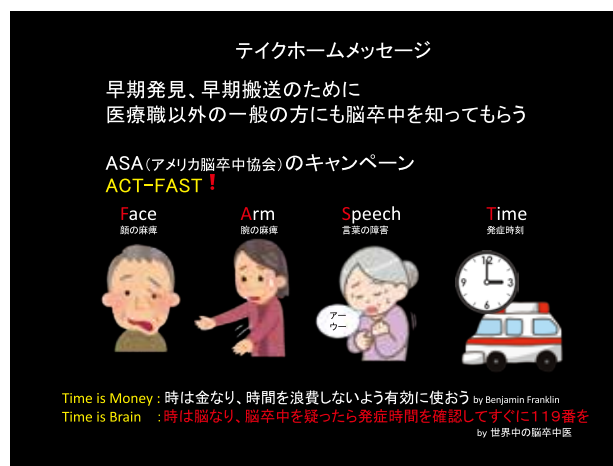 テイクホームメッセージ
早期発見、早期搬送のために
医療職以外の一般の方にも脳卒中を知ってもらう
ASA(アメリカ脳卒中協会)のキャンペーン
ACT-FAST!
Face Arm Speech Time
顔の麻痺 腕の麻痺 言葉の障害 発症時刻
12
9 3
6
アー
ウー
Time is Money : 時は金なり、時間を浪費しないよう有効に使おう by Benjamin Franklin
Time is Brain : 時は脳なり、脳卒中を疑ったら発症時間を確認してすぐに119番を
by 世界中の脳卒中医